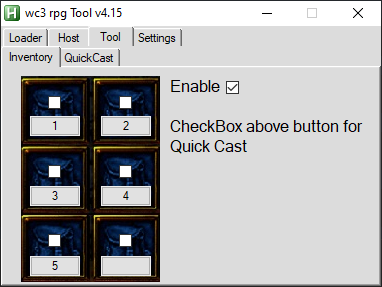 wc3 rpg Tool v4.15
Loader Host Tool Settings
Inventory QuickCast
Enable
1 2
CheckBox above button for
Quick Cast
3 4
5